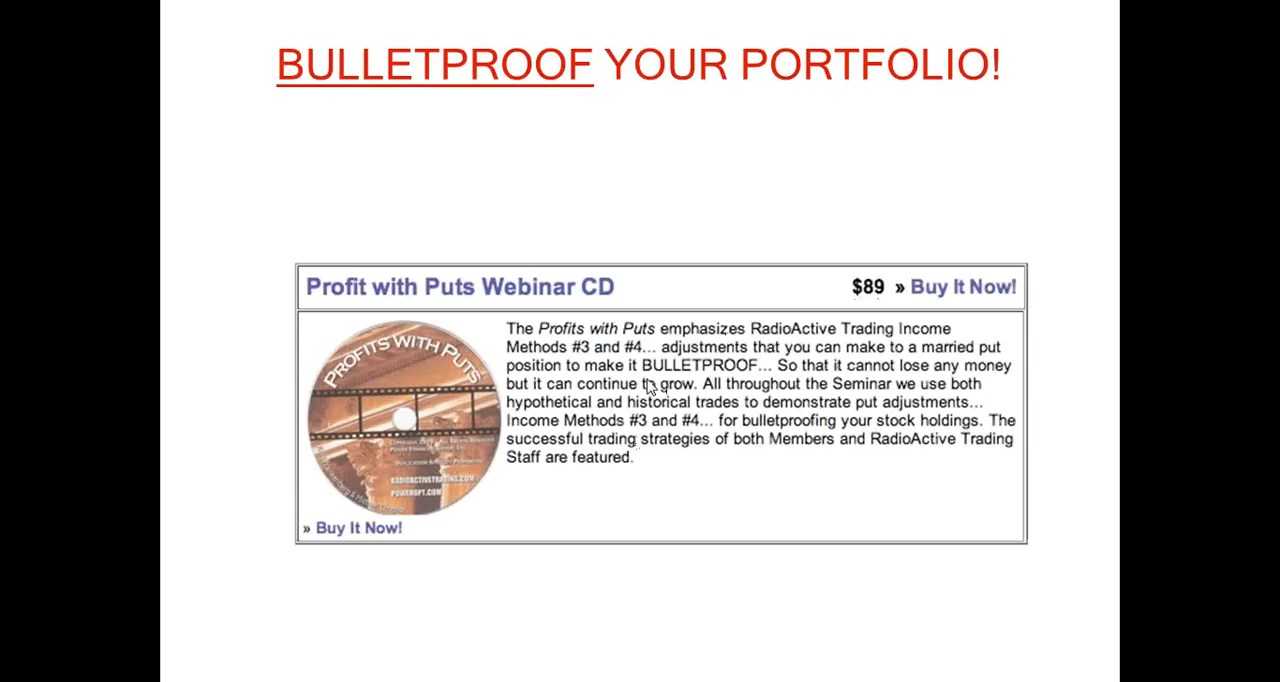 BULLETPROOF YOUR PORTFOLIO!
Profit with Puts Webinar CD
$89 » Buy It Now!
PROFITS WITH PUTS
RADIOACTIVETRADING.COM
POWEROPT.COM
The Profits with Puts emphasizes RadioActive Trading Income
Methods #3 and #4... adjustments that you can make to a married put
position to make it BULLETPROOF... So that it cannot lose any money
but it can continue to grow. All throughout the Seminar we use both
hypothetical and historical trades to demonstrate put adjustments...
Income Methods #3 and #4... for bulletproofing your stock holdings. The
successful trading strategies of both Members and RadioActive Trading
Staff are featured.
» Buy It Now!